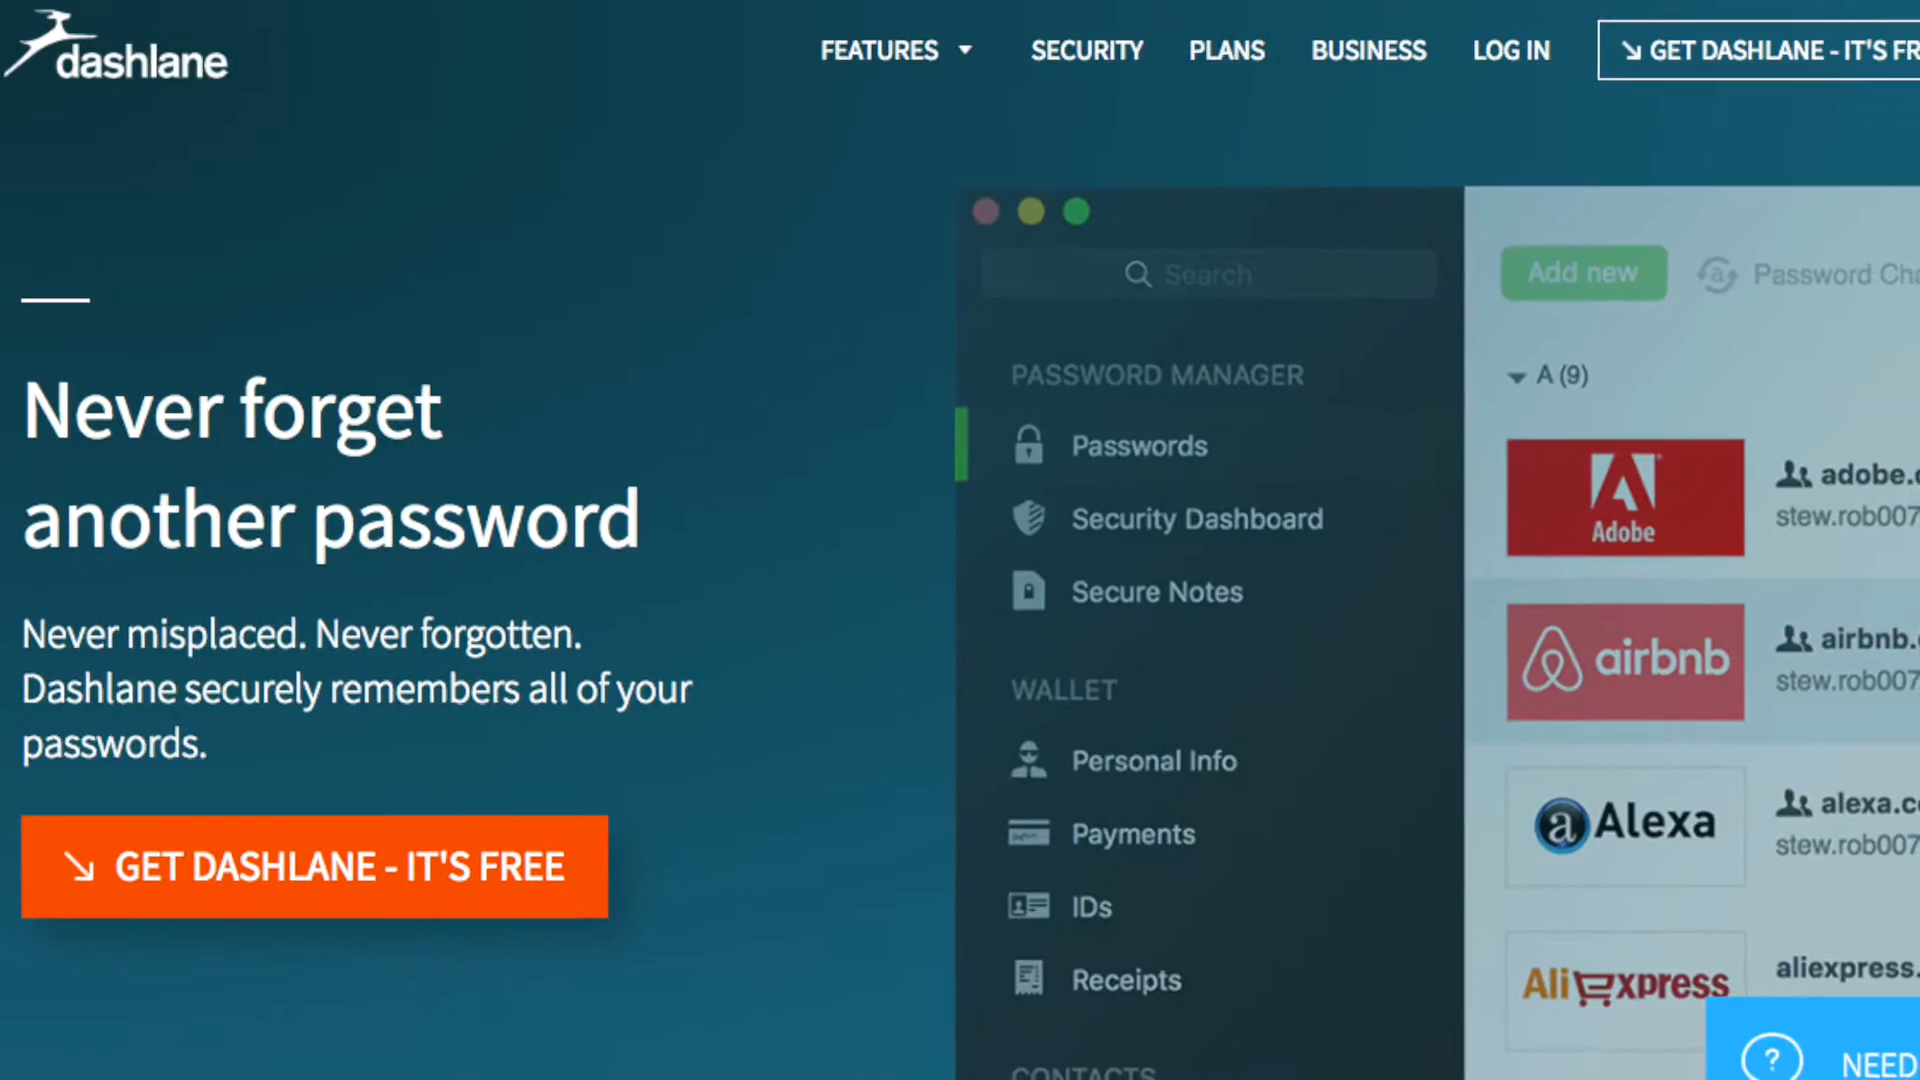 dashlane
FEATURES
SECURITY
PLANS
BUSINESS
LOG IN
GET DASHLANE - IT'S
Never forget
another password
Never misplaced. Never forgotten.
Dashlane securely remembers all of your
passwords.
GET DASHLANE - IT'S FREE
Search
PASSWORD MANAGER
Passwords
Security Dashboard
Secure Notes
WALLET
Personal Info
Payments
IDs
Receipts
CONTACTS
Add new
Password
A (9)
Adobe
adobe.
stew.rob007
airbnb
airbnb.
stew.rob007
a Alexa
alexa.c
stew.rob007
AliExpress
aliexpress.
? NEED